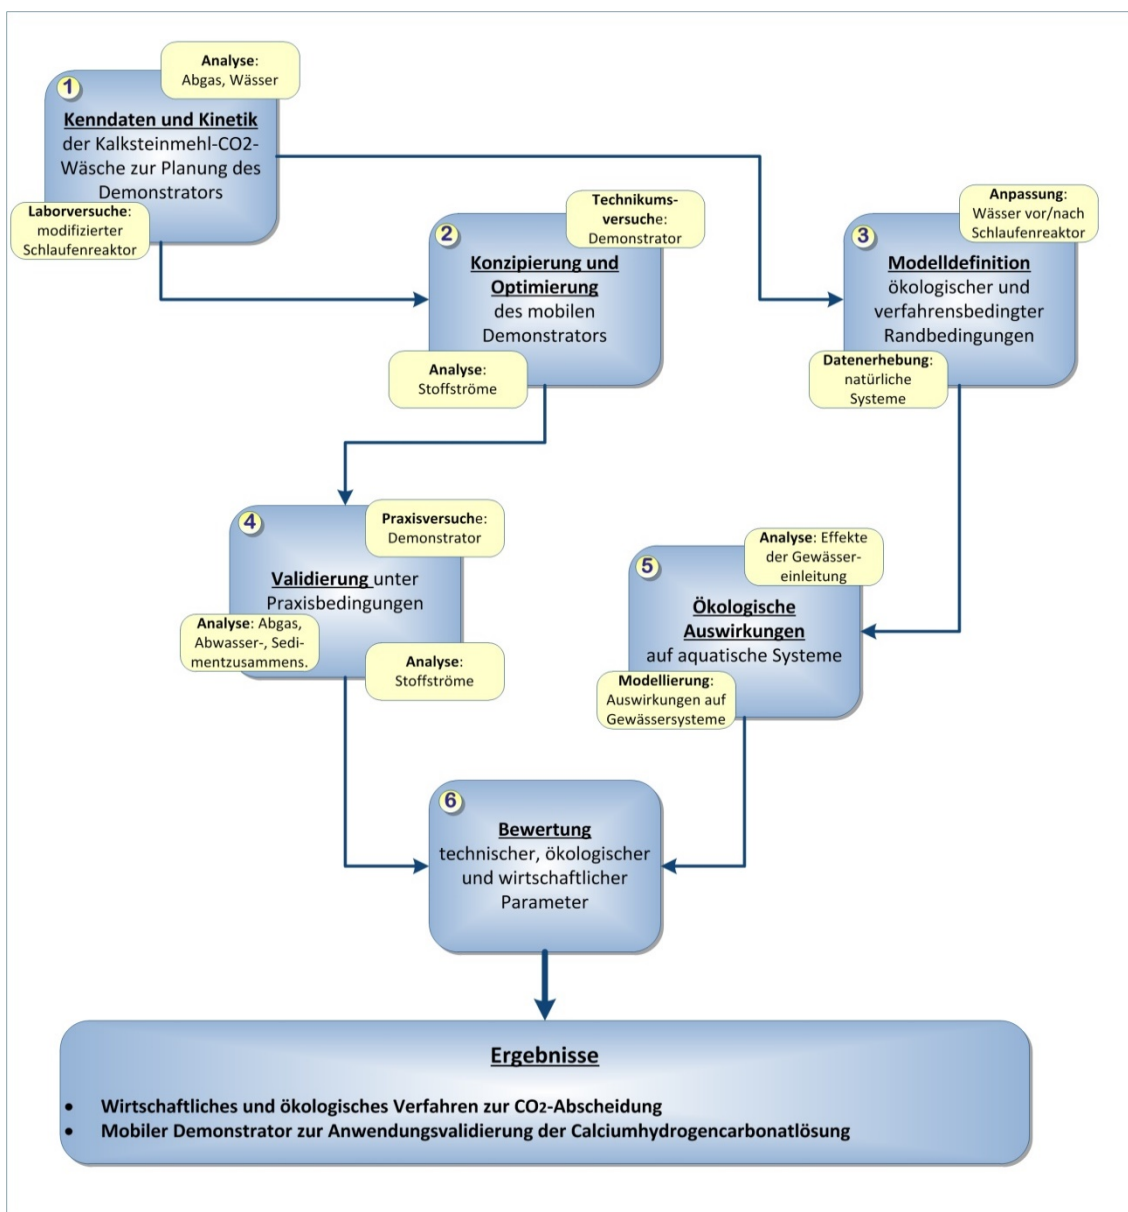 Analyse:
Abgas, Wässer
1
Kenndaten und Kinetik
der Kalksteinmehl-CO2-
Wäsche zur Planung des
Demonstrators
Laborversuche:
modifizierter
Schlaufenreaktor
Technikums-
versuche:
Demonstrator
2
Konzipierung und
Optimierung
des mobilen
Demonstrators
Analyse:
Stoffströme
Anpassung:
Wässer vor/nach
Schlaufenreaktor
3
Modelldefinition
ökologischer und
verfahrensbedingter
Randbedingungen
Datenerhebung:
natürliche
Systeme
4
Praxisversuche:
Demonstrator
Validierung unter
Praxisbedingungen
Analyse: Abgas,
Abwasser-, Sedi-
mentzusammens.
Analyse:
Stoffströme
Analyse: Effekte
der Gewässer-
einleitung
5
Ökologische
Auswirkungen
auf aquatische Systeme
Modellierung:
Auswirkungen auf
Gewässersysteme
6
Bewertung
technischer, ökologischer
und wirtschaftlicher
Parameter
Ergebnisse
• Wirtschaftliches und ökologisches Verfahren zur CO2-Abscheidung
• Mobiler Demonstrator zur Anwendungsvalidierung der Calciumhydrogencarbonatlösung